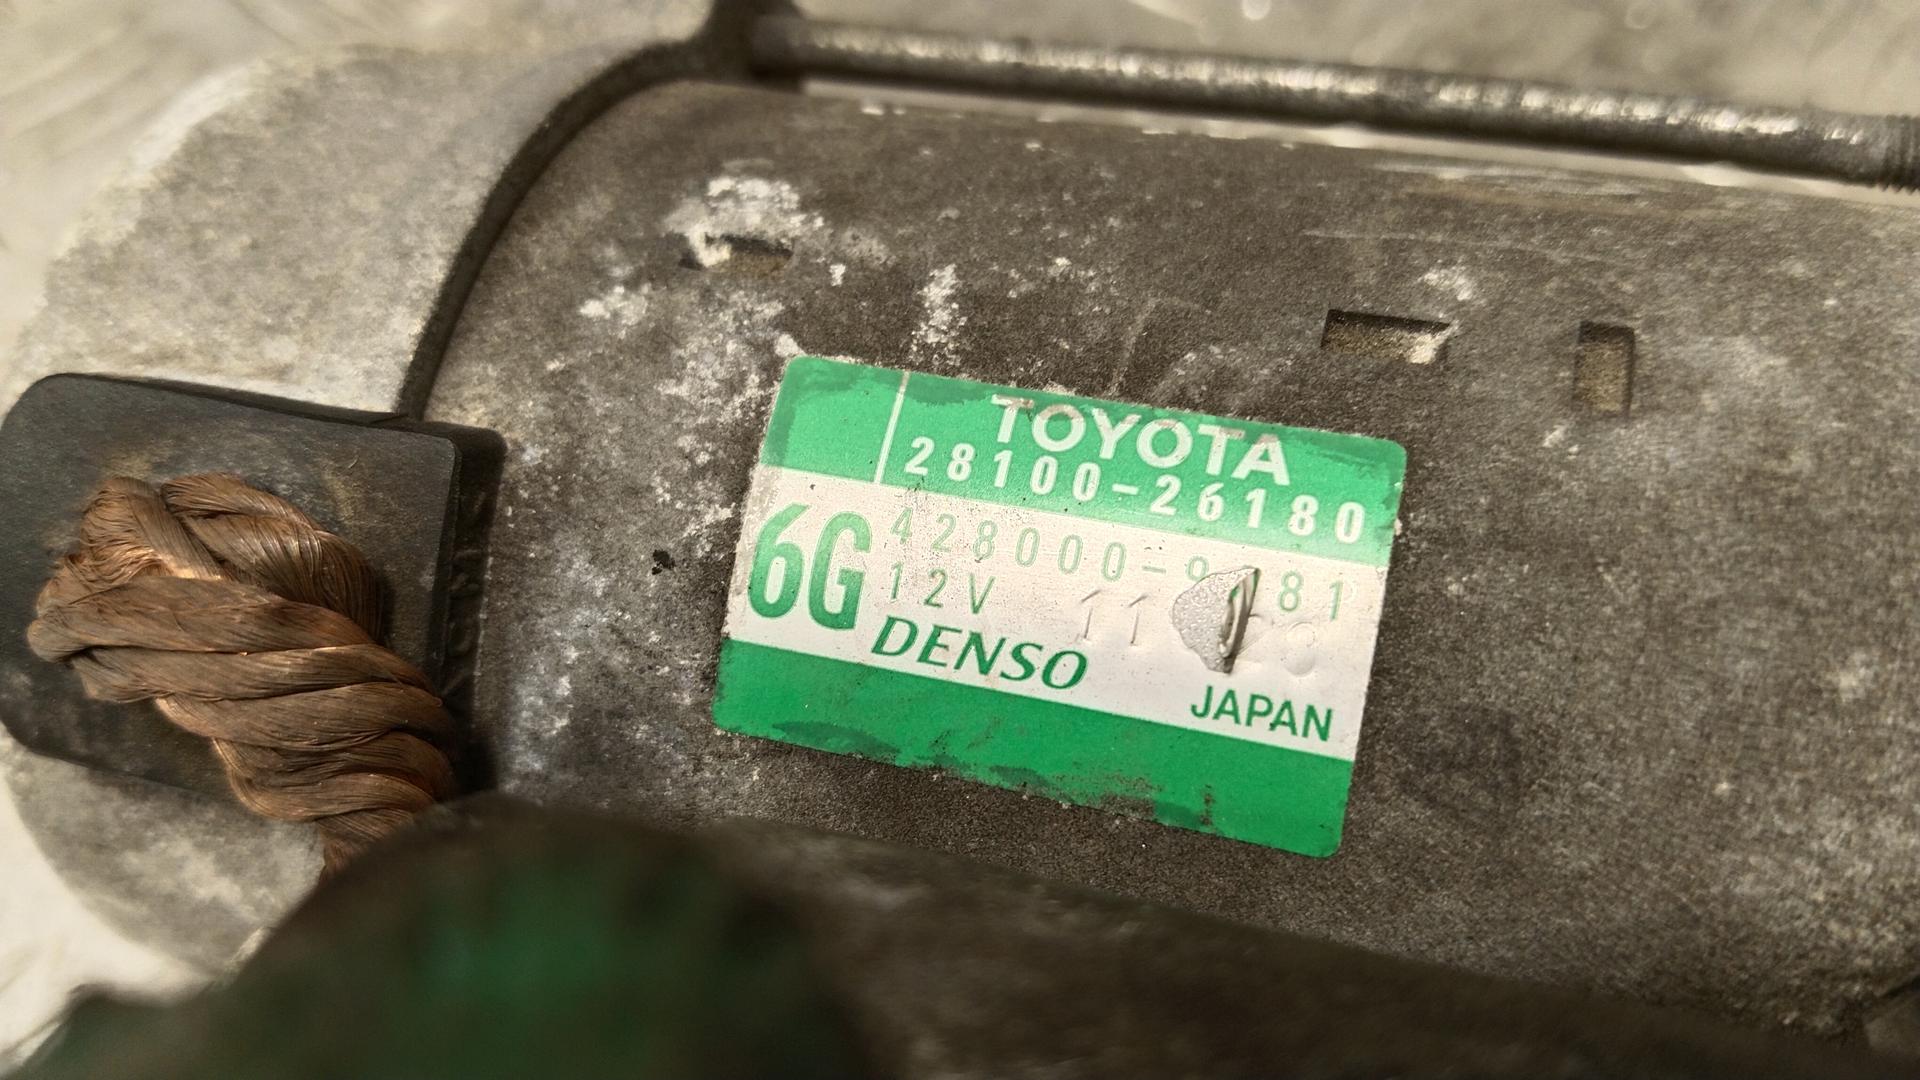 TOYOTA
28100-26180
6G
12V
DENSO
JAPAN